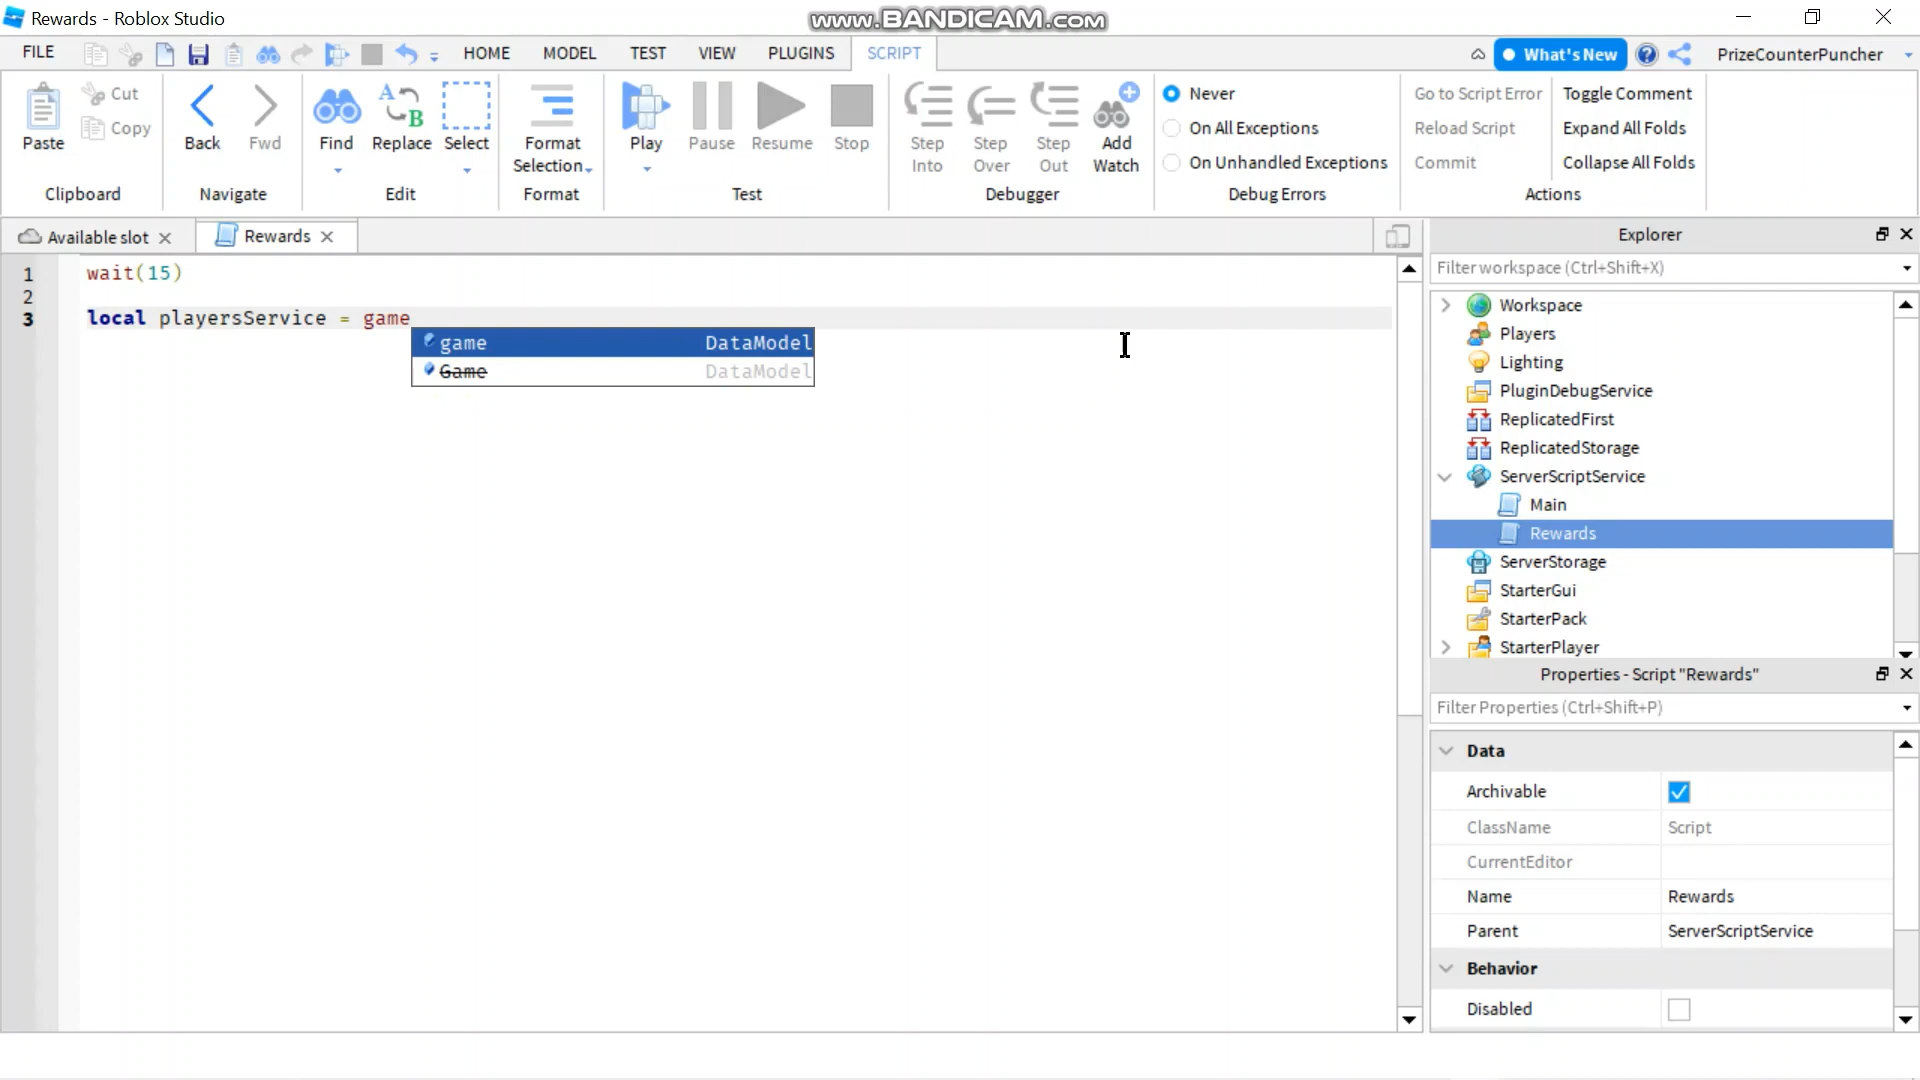 Rewards - Roblox Studio
www.BANDICAM.com
FILE
HOME
MODEL
TEST
VIEW
PLUGINS
SCRIPT
What's New
PrizeCounterPuncher
Paste
Cut
Copy
Clipboard
Back
Fwd
Navigate
Find
Replace
Select
Edit
Format
Selection
Format
Play
Pause
Resume
Stop
Test
Step
Into
Step
Over
Step
Out
Add
Watch
Debugger
Never
On All Exceptions
On Unhandled Exceptions
Debug Errors
Go to Script Error
Reload Script
Commit
Toggle Comment
Expand All Folds
Collapse All Folds
Actions
Available slot
Rewards
1 wait(15)
2
3 local playersService = game
game DataModel
Game DataModel
Explorer
Filter workspace (Ctrl+Shift+X)
Workspace
Players
Lighting
PluginDebugService
ReplicatedFirst
ReplicatedStorage
ServerScriptService
Main
Rewards
ServerStorage
StarterGui
StarterPack
StarterPlayer
Properties - Script "Rewards"
Filter Properties (Ctrl+Shift+P)
Data
Archivable
ClassName Script
CurrentEditor
Name Rewards
Parent ServerScriptService
Behavior
Disabled